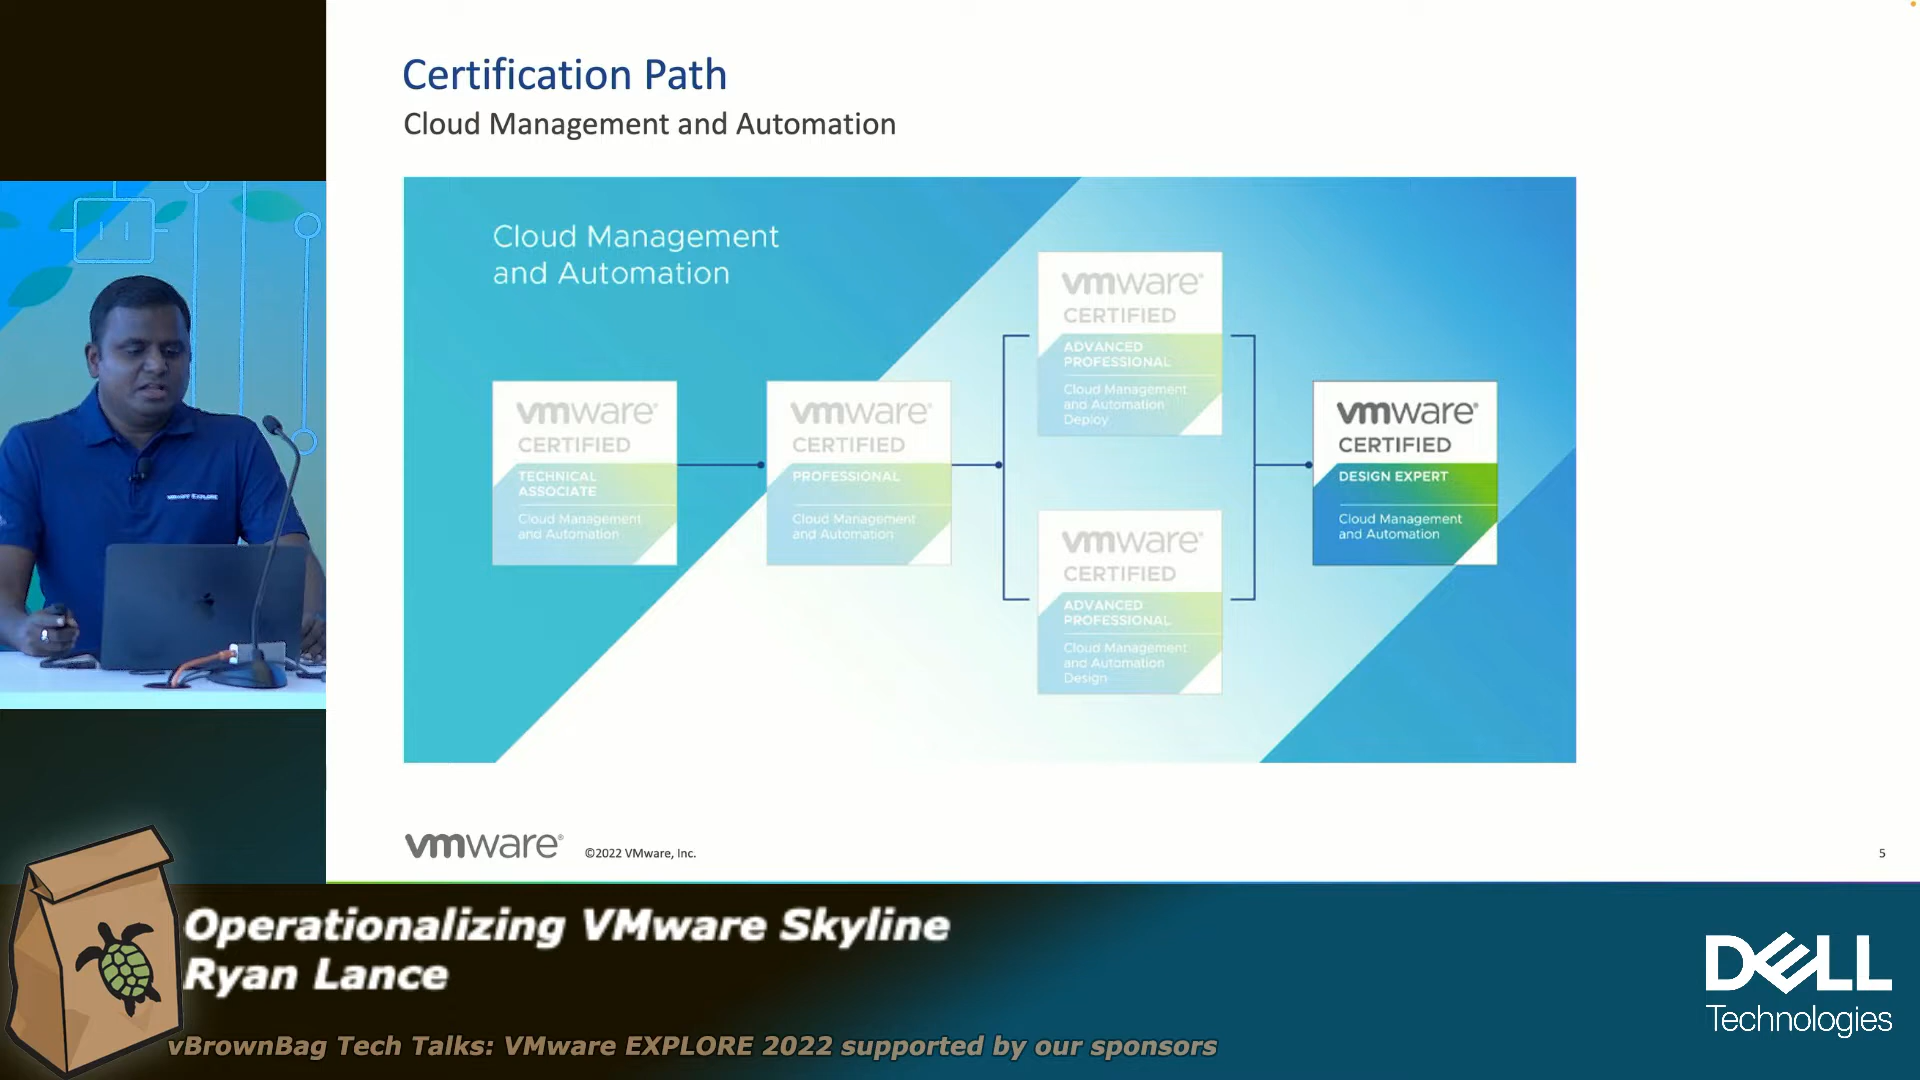 Certification Path
Cloud Management and Automation
Cloud Management
and Automation
vmware®
CERTIFIED
TECHNICAL
ASSOCIATE
Cloud Management
and Automation
vmware®
CERTIFIED
PROFESSIONAL
Cloud Management
and Automation
vmware®
CERTIFIED
ADVANCED
PROFESSIONAL
Cloud Management
and Automation
Deploy
vmware®
CERTIFIED
ADVANCED
PROFESSIONAL
Cloud Management
and Automation
Design
vmware®
CERTIFIED
DESIGN EXPERT
Cloud Management
and Automation
VMWARE EXPLORE
vmware®
©2022 VMware, Inc.
5
Operationalizing VMware Skyline
Ryan Lance
vBrownBag Tech Talks: VMware EXPLORE 2022 supported by our sponsors
DELL
Technologies